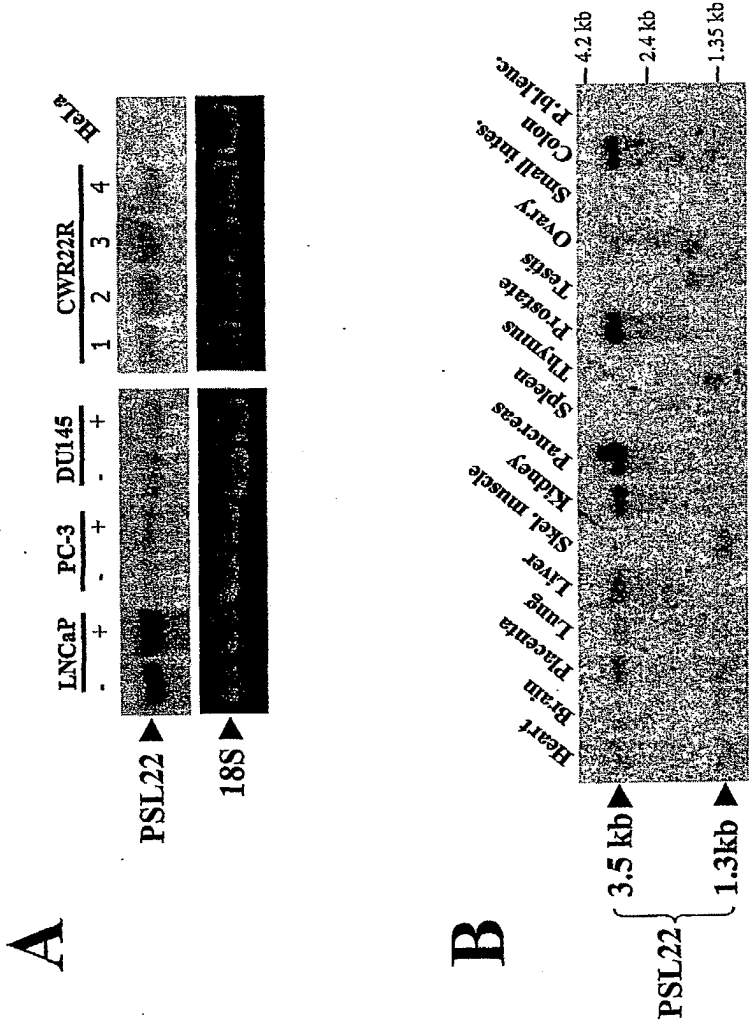 A
LNCaP PC-3 DU145 CWR22R HeLa
- + - + - + 1 2 3 4
PSL22
18S
B
Heart Brain Placenta Lung Liver Skel. muscle Kidney Pancreas Spleen Thymus Prostate Testis Ovary Small intes. Colon P.bl.leuc.
4.2 kb
3.5 kb
2.4 kb
1.35 kb
1.3kb
PSL22